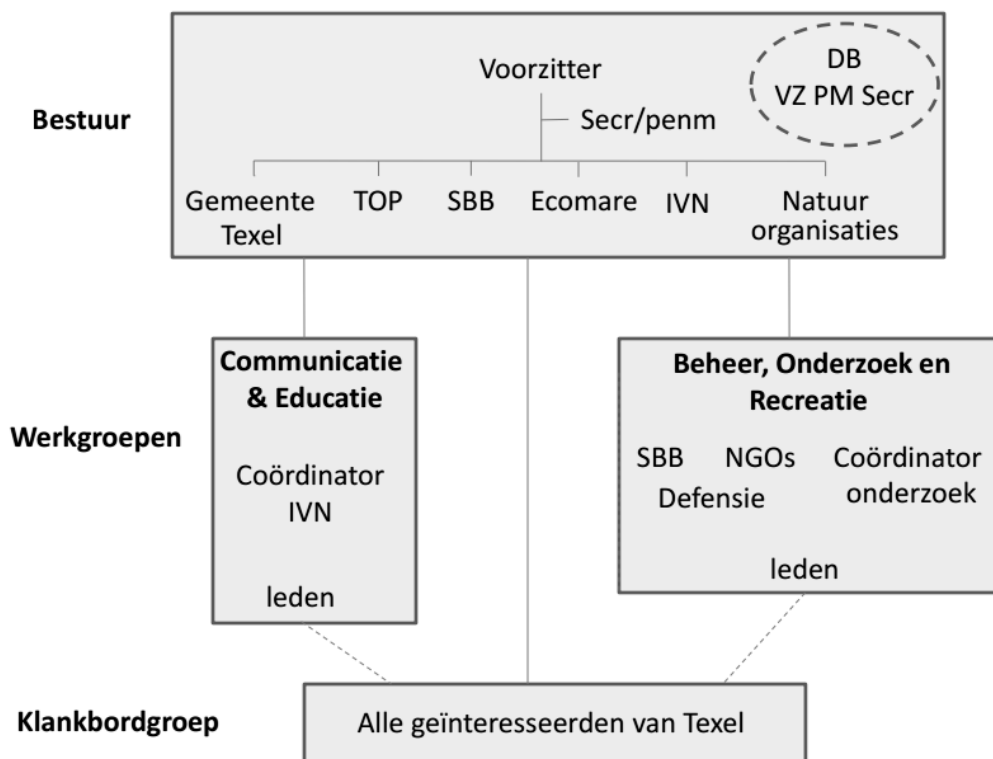 DB
VZ PM Secr
Voorzitter
Secr/penm
Bestuur
Gemeente
Texel
TOP
SBB
Ecomare
IVN
Natuur
organisaties
Werkgroepen
Communicatie
& Educatie
Coördinator
IVN
leden
Beheer, Onderzoek en
Recreatie
SBB NGOs
Defensie
Coördinator
onderzoek
leden
Klankbordgroep
Alle geïnteresseerden van Texel